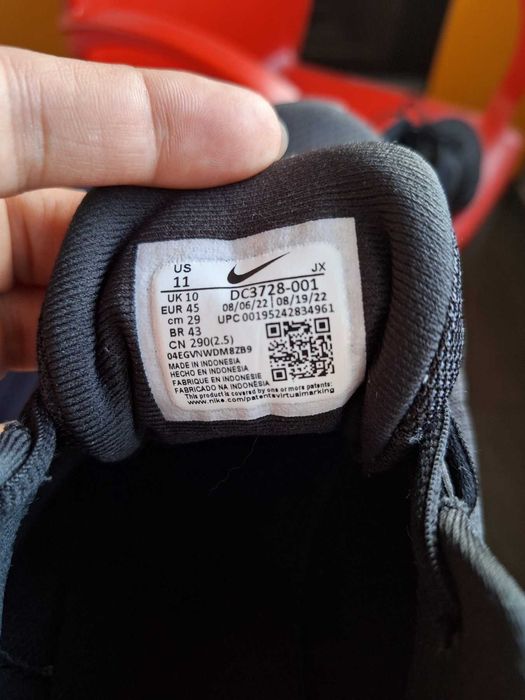 US
11
JX
UK 10
DC3728-001
EUR 45
08/06/22 | 08/19/22
cm 29
UPC 00195242834961
BR 43
CN 290(2.5)
04EGVNWDM8ZB9
MADE IN INDONESIA
HECHO EN INDONESIA
FABRIQUE EN INDONESIE
FABRICADO NA INDONÉSIA
This product is covered by one or more patents:
www.nike.com/patentsvirtualmarking